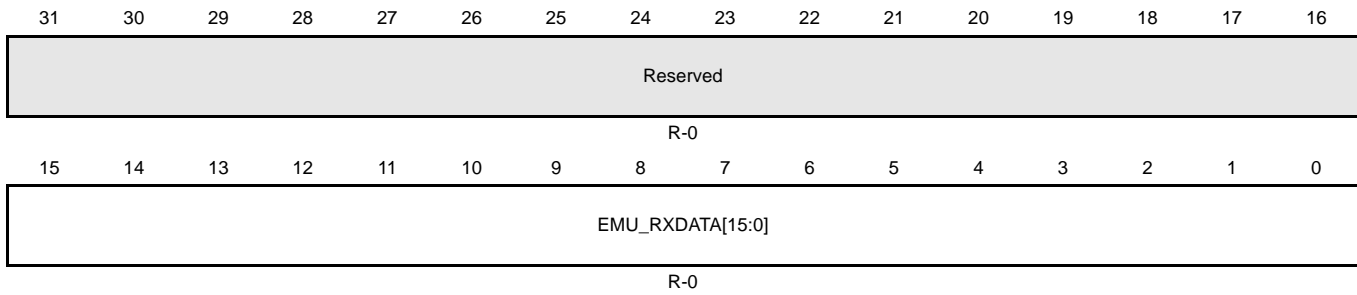 31 30 29 28 27 26 25 24 23 22 21 20 19 18 17 16
Reserved
R-0
15 14 13 12 11 10 9 8 7 6 5 4 3 2 1 0
EMU_RXDATA[15:0]
R-0